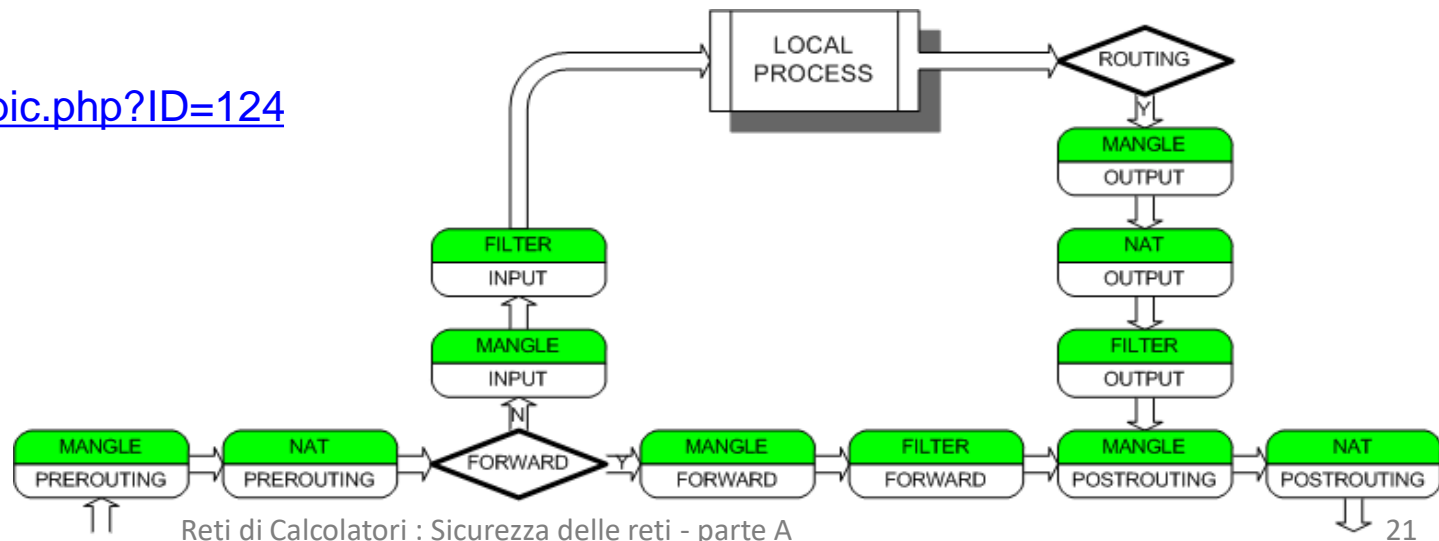 LOCAL
PROCESS
ROUTING
oic.php?ID=124
Y
MANGLE
OUTPUT
FILTER
INPUT
NAT
OUTPUT
MANGLE
INPUT
FILTER
OUTPUT
N
MANGLE
PREROUTING
NAT
PREROUTING
FORWARD
Y
MANGLE
FORWARD
FILTER
FORWARD
MANGLE
POSTROUTING
NAT
POSTROUTING
Reti di Calcolatori : Sicurezza delle reti - parte A
21